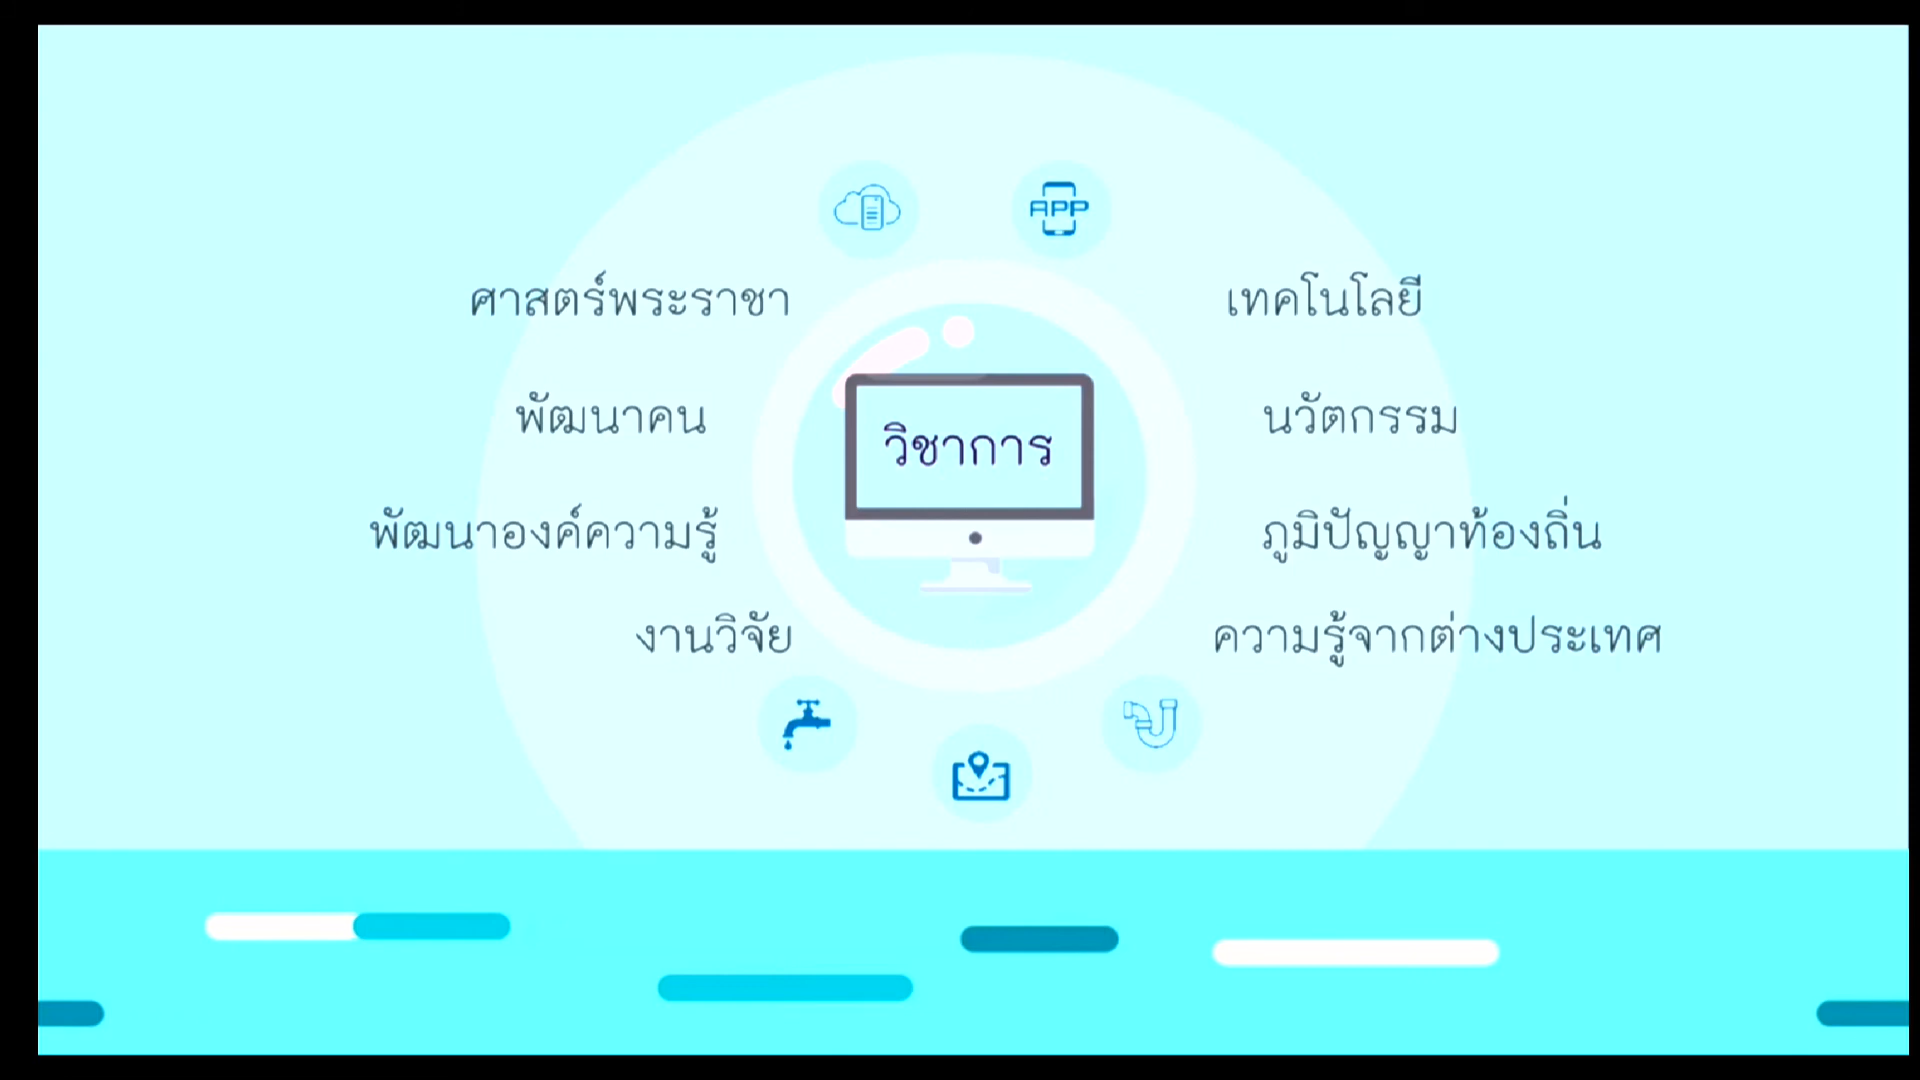 APP
ศาสตร์พระราชา
เทคโนโลยี
พัฒนาคน
นวัตกรรม
วิชาการ
พัฒนาองค์ความรู้
ภูมิปัญญาท้องถิ่น
งานวิจัย
ความรู้จากต่างประเทศ